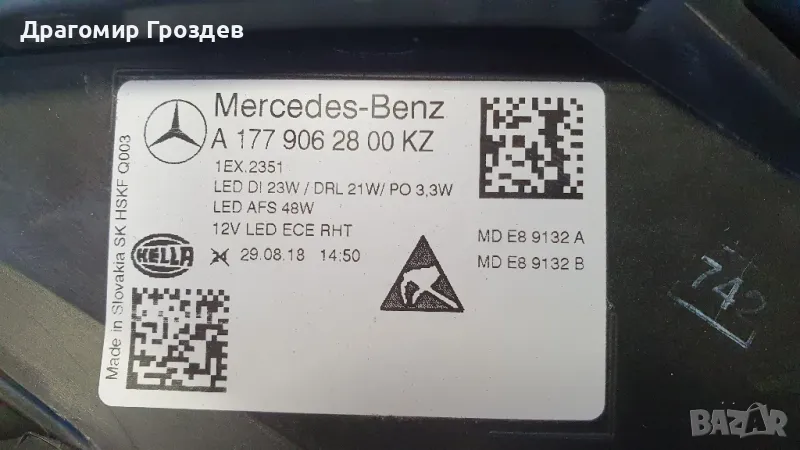 Драгомир Гроздев
Mercedes-Benz
A 177 906 28 00 KZ
1EX.2351
LED DI 23W / DRL 21W/ PO 3,3W
LED AFS 48W
12V LED ECE RHT
HELLA
29.08.18 14:50
MD E8 9132 A
MD E8 9132 B
Made in Slovakia SK HSKF Q003
742
BAZAR